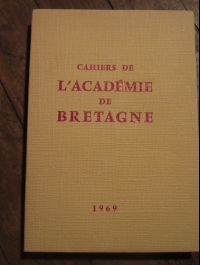 CAHIERS DE
L'ACADÉMIE
DE
BRETAGNE
1969